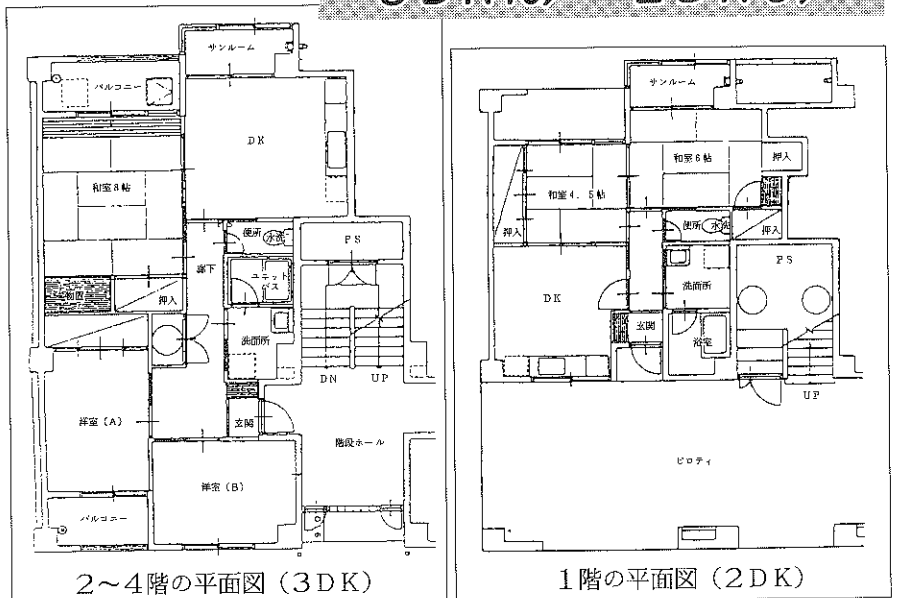 サンルーム
バルコニー
DK
和室8帖
便所
水洗
PS
廊下
ユニット
バス
物置
押入
洗面所
DN
UP
玄関
洋室(A)
階段ホール
洋室(B)
バルコニー
2~4階の平面図(3DK)
サンルーム
和室6帖
押入
和室4.5帖
便所
水洗
押入
押入
PS
洗面所
DK
玄関
浴室
UP
ピロティ
1階の平面図(2DK)